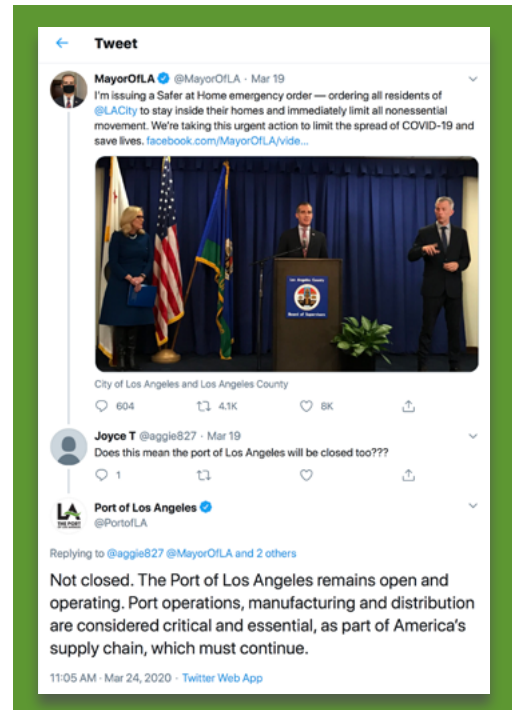 Tweet
MayorOfLA @MayorOfLA · Mar 19
I'm issuing a Safer at Home emergency order — ordering all residents of
@LACity to stay inside their homes and immediately limit all nonessential
movement. We're taking this urgent action to limit the spread of COVID-19 and
save lives. facebook.com/MayorOfLA/vide...
Los Angeles County
Board of Supervisors
City of Los Angeles and Los Angeles County
604 4.1K 8K
Joyce T @aggie827 · Mar 19
Does this mean the port of Los Angeles will be closed too???
1
LA
THE PORT
Port of Los Angeles
@PortofLA
Replying to @aggie827 @MayorOfLA and 2 others
Not closed. The Port of Los Angeles remains open and
operating. Port operations, manufacturing and distribution
are considered critical and essential, as part of America's
supply chain, which must continue.
11:05 AM · Mar 24, 2020 · Twitter Web App